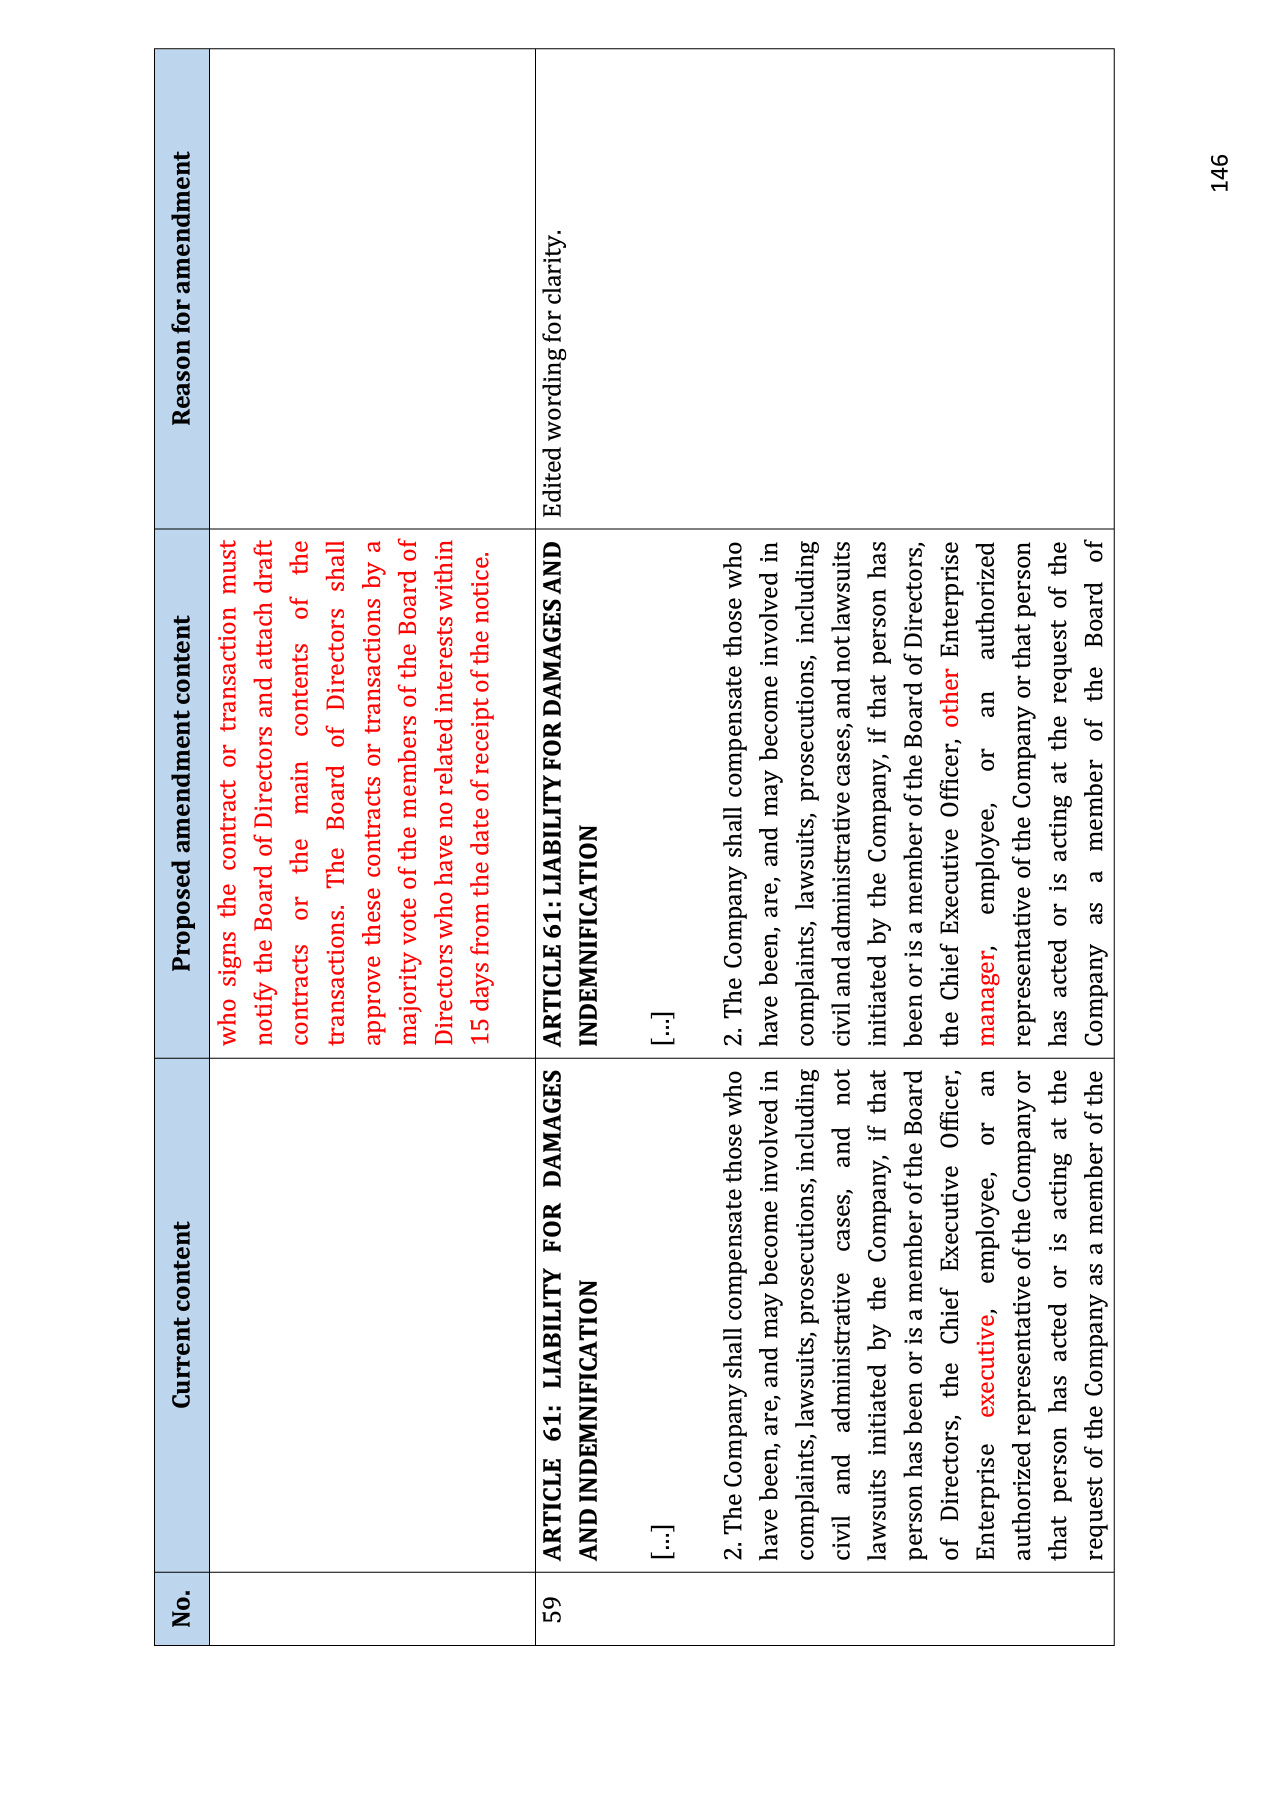 No.
Current content
Proposed amendment content
Reason for amendment
who signs the contract or transaction must
notify the Board of Directors and attach draft
contracts or the main contents of the
transactions. The Board of Directors shall
approve these contracts or transactions by a
majority vote of the members of the Board of
Directors who have no related interests within
15 days from the date of receipt of the notice.
59
ARTICLE 61: LIABILITY FOR DAMAGES
AND INDEMNIFICATION
[...]
2. The Company shall compensate those who
have been, are, and may become involved in
complaints, lawsuits, prosecutions, including
civil and administrative cases, and not
lawsuits initiated by the Company, if that
person has been or is a member of the Board
of Directors, the Chief Executive Officer,
Enterprise executive, employee, or an
authorized representative of the Company or
that person has acted or is acting at the
request of the Company as a member of the
ARTICLE 61: LIABILITY FOR DAMAGES AND
INDEMNIFICATION
[...]
2. The Company shall compensate those who
have been, are, and may become involved in
complaints, lawsuits, prosecutions, including
civil and administrative cases, and not lawsuits
initiated by the Company, if that person has
been or is a member of the Board of Directors,
the Chief Executive Officer, other Enterprise
manager, employee, or an authorized
representative of the Company or that person
has acted or is acting at the request of the
Company as a member of the Board of
Edited wording for clarity.
146